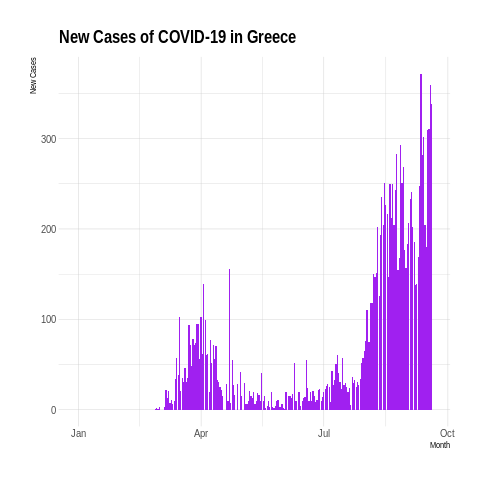 New Cases of COVID-19 in Greece
New Cases
300
200
100
0
Jan Apr Jul Oct
Month